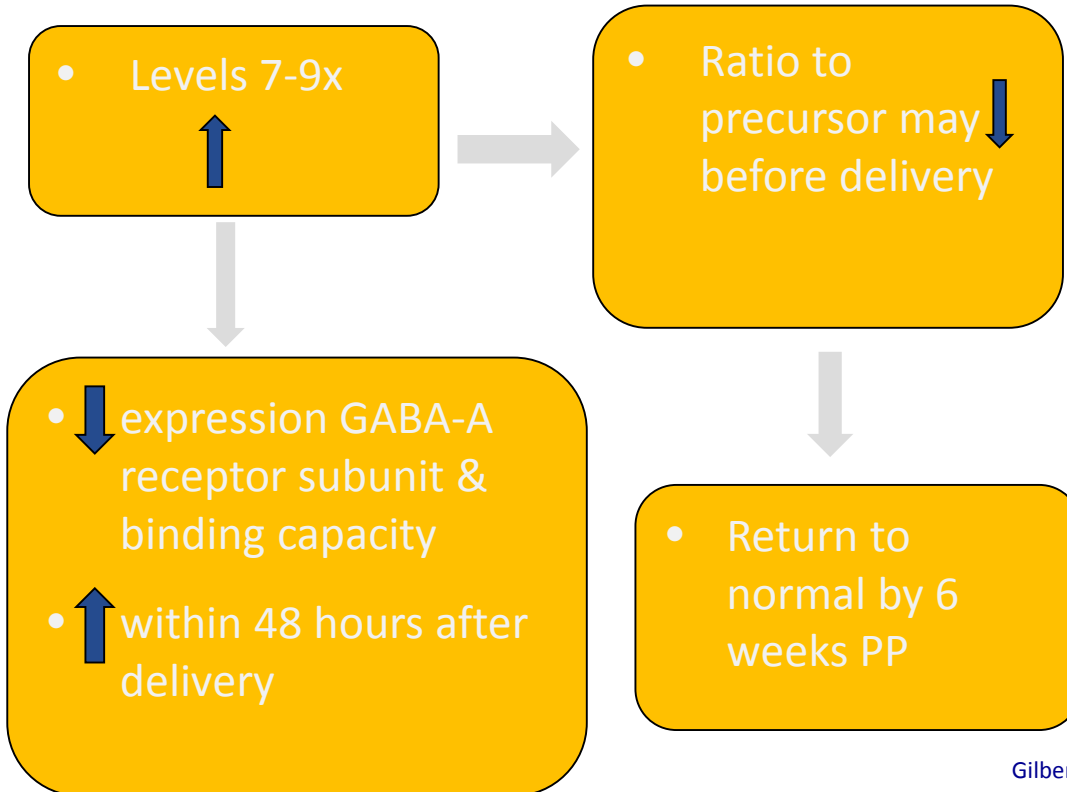 • Levels 7-9x
• Ratio to
precursor may
before delivery
• expression GABA-A
receptor subunit &
binding capacity
• within 48 hours after
delivery
• Return to
normal by 6
weeks PP